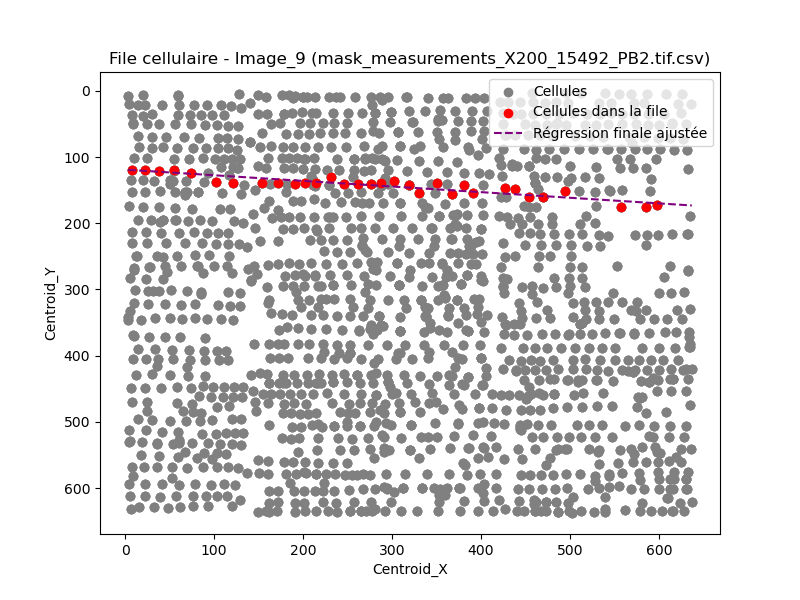 File cellulaire - Image_9 (mask_measurements_X200_15492_PB2.tif.csv)
Cellules
Cellules dans la file
Régression finale ajustée
0
100
200
300
400
500
600
Centroid_Y
0
100
200
300
400
500
600
Centroid_X